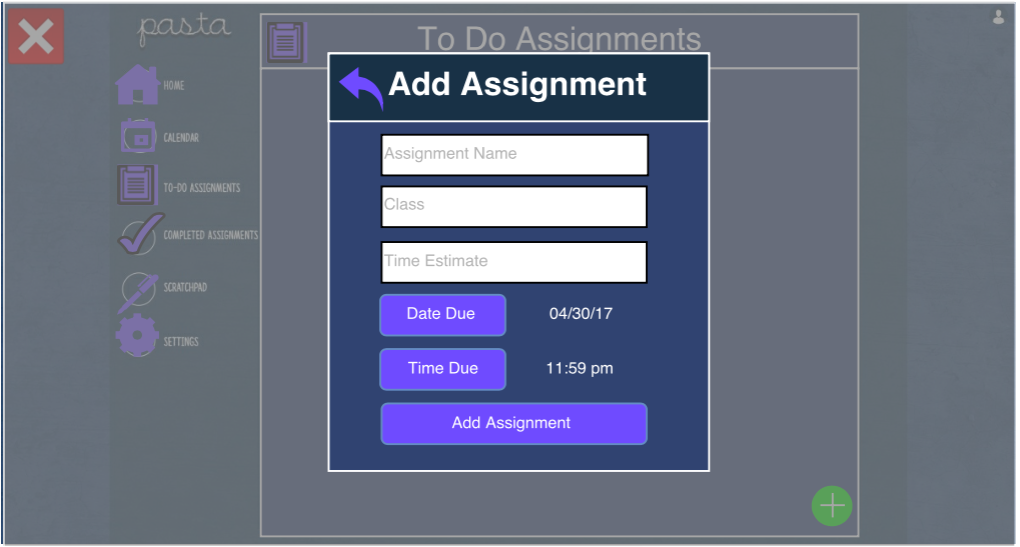 pasta
To Do Assignments
HOME
CALENDAR
TO-DO ASSIGNMENTS
COMPLETED ASSIGNMENTS
SCRATCHPAD
SETTINGS
Add Assignment
Assignment Name
Class
Time Estimate
Date Due 04/30/17
Time Due 11:59 pm
Add Assignment